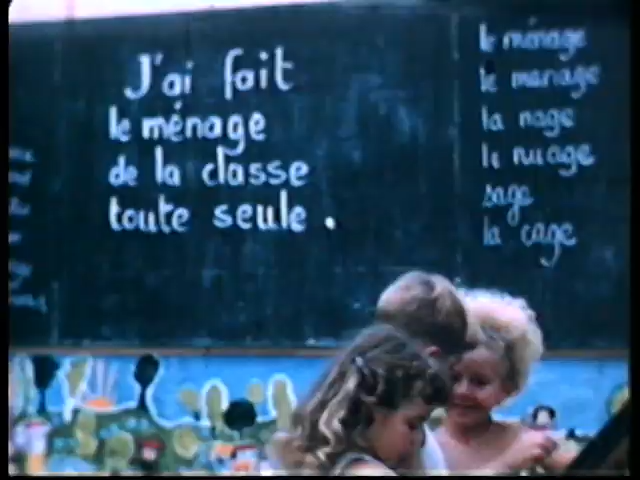 J'ai fait
le ménage
de la classe
toute seule.
le ménage
le manage
la nage
le nuage
sage
la cage